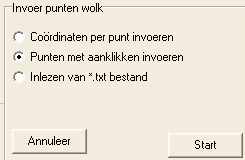 Invoer punten wolk
Coördinaten per punt invoeren
Punten met aanklikken invoeren
Inlezen van *.txt bestand
Annuleer
Start